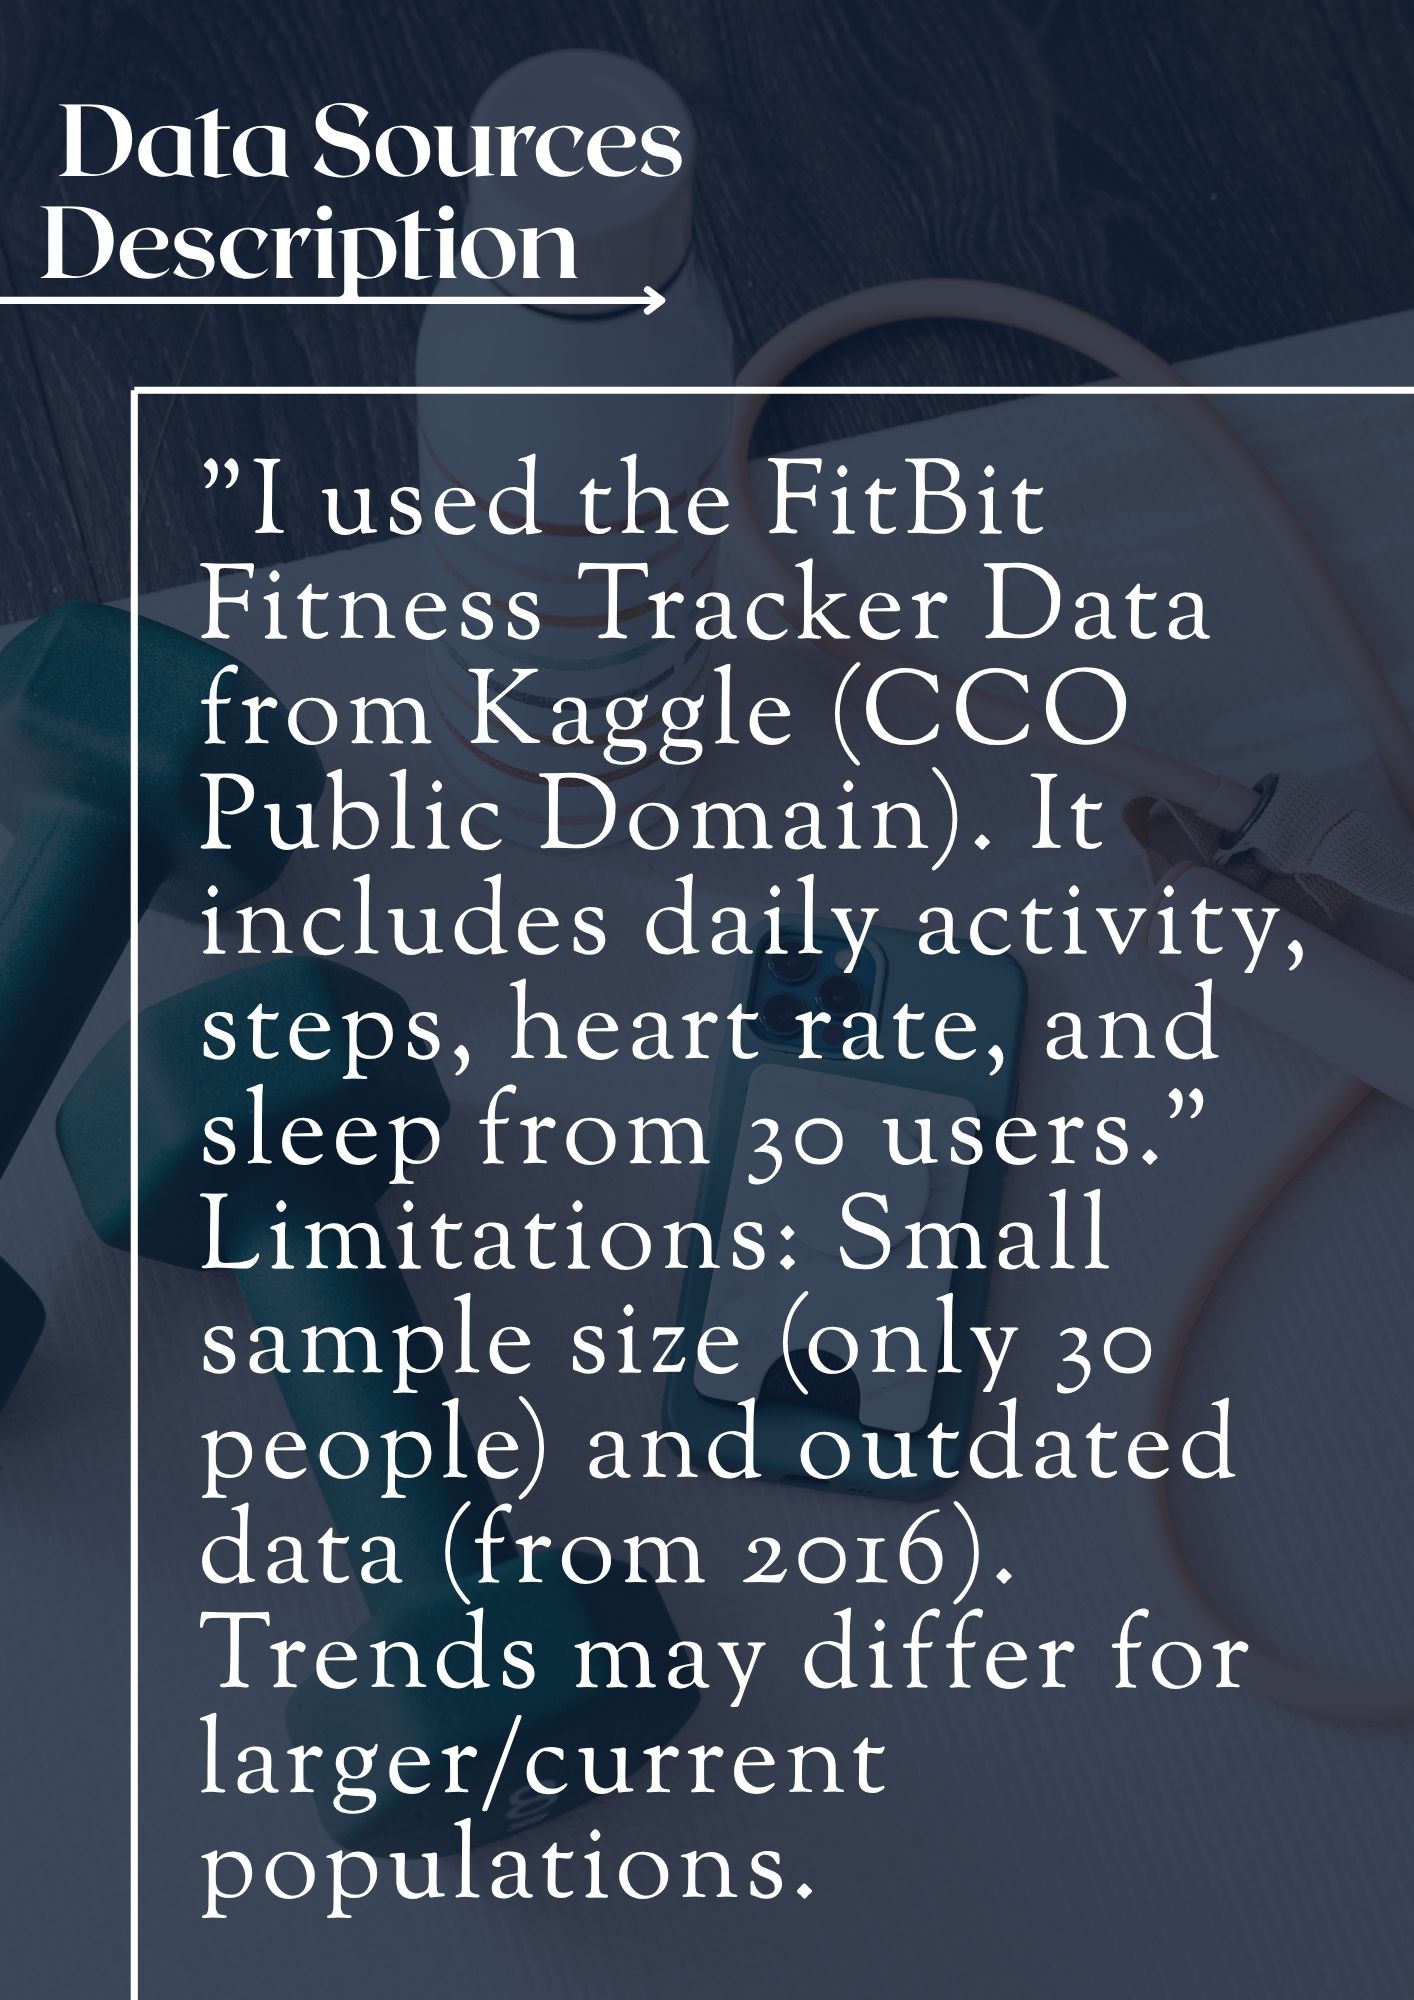 Data Sources
Description
”I used the FitBit
Fitness Tracker Data
from Kaggle (CCO
Public Domain). It
includes daily activity,
steps, heart rate, and
sleep from 30 users.”
Limitations: Small
sample size (only 30
people) and outdated
data (from 2016).
Trends may differ for
larger/current
populations.